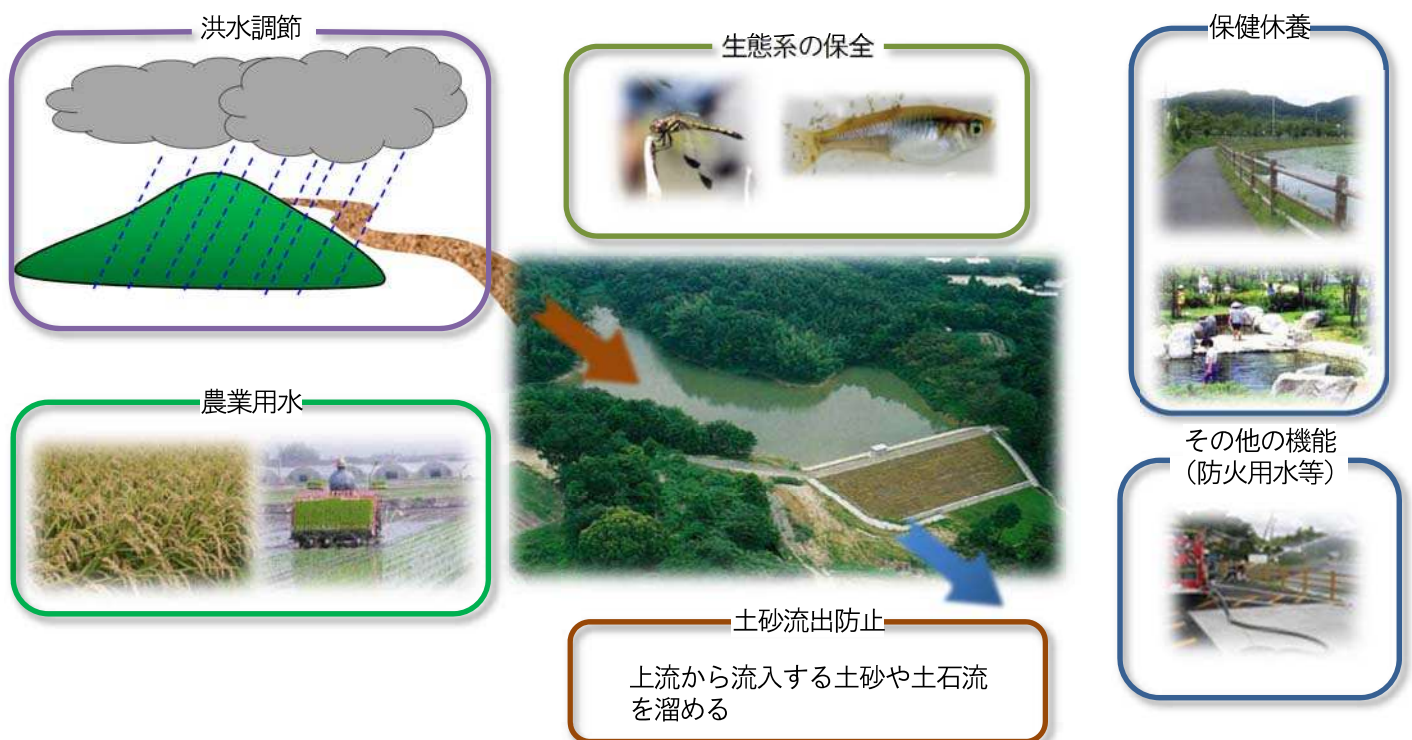 洪水調節
生態系の保全
保健休養
農業用水
その他の機能
（防火用水等）
土砂流出防止
上流から流入する土砂や土石流
を溜める